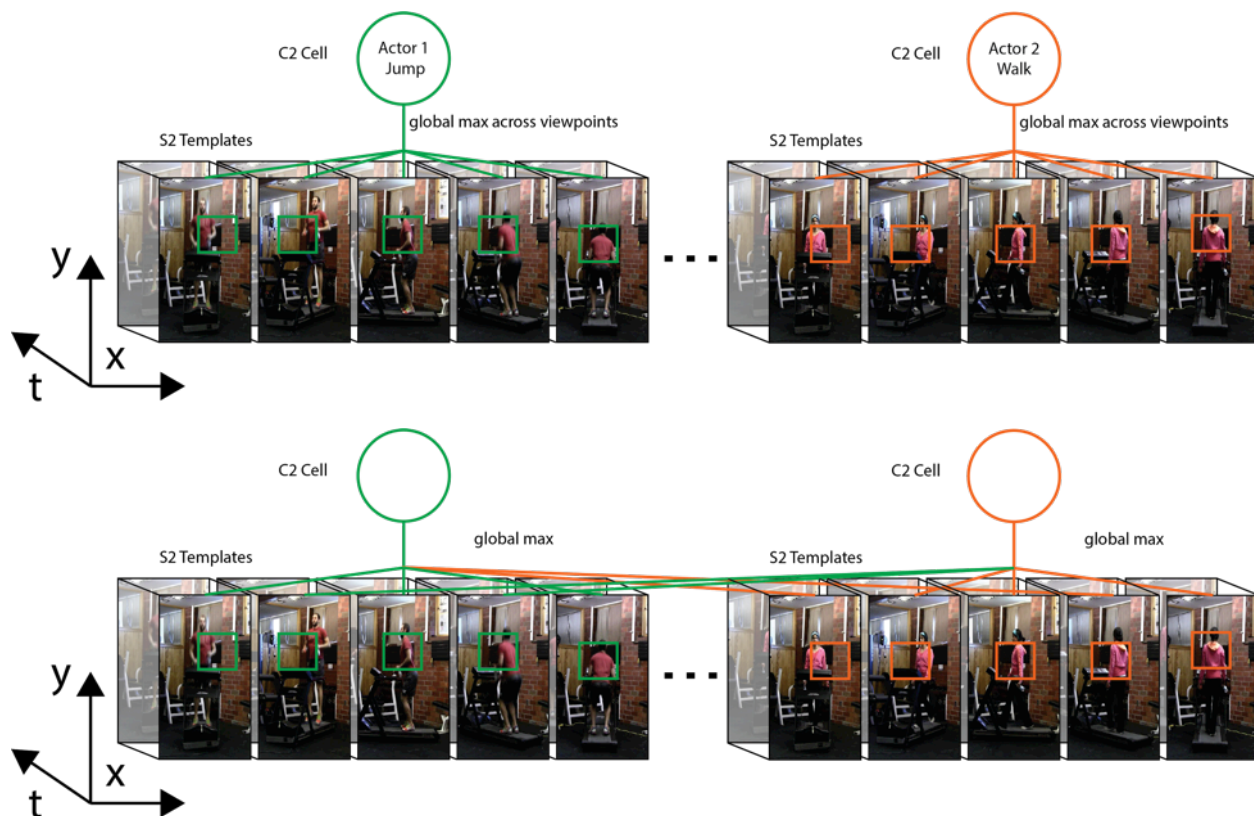 C2 Cell
Actor 1
Jump
C2 Cell
Actor 2
Walk
global max across viewpoints
global max across viewpoints
S2 Templates
S2 Templates
y
x
t
C2 Cell
C2 Cell
global max
global max
S2 Templates
S2 Templates
y
x
t